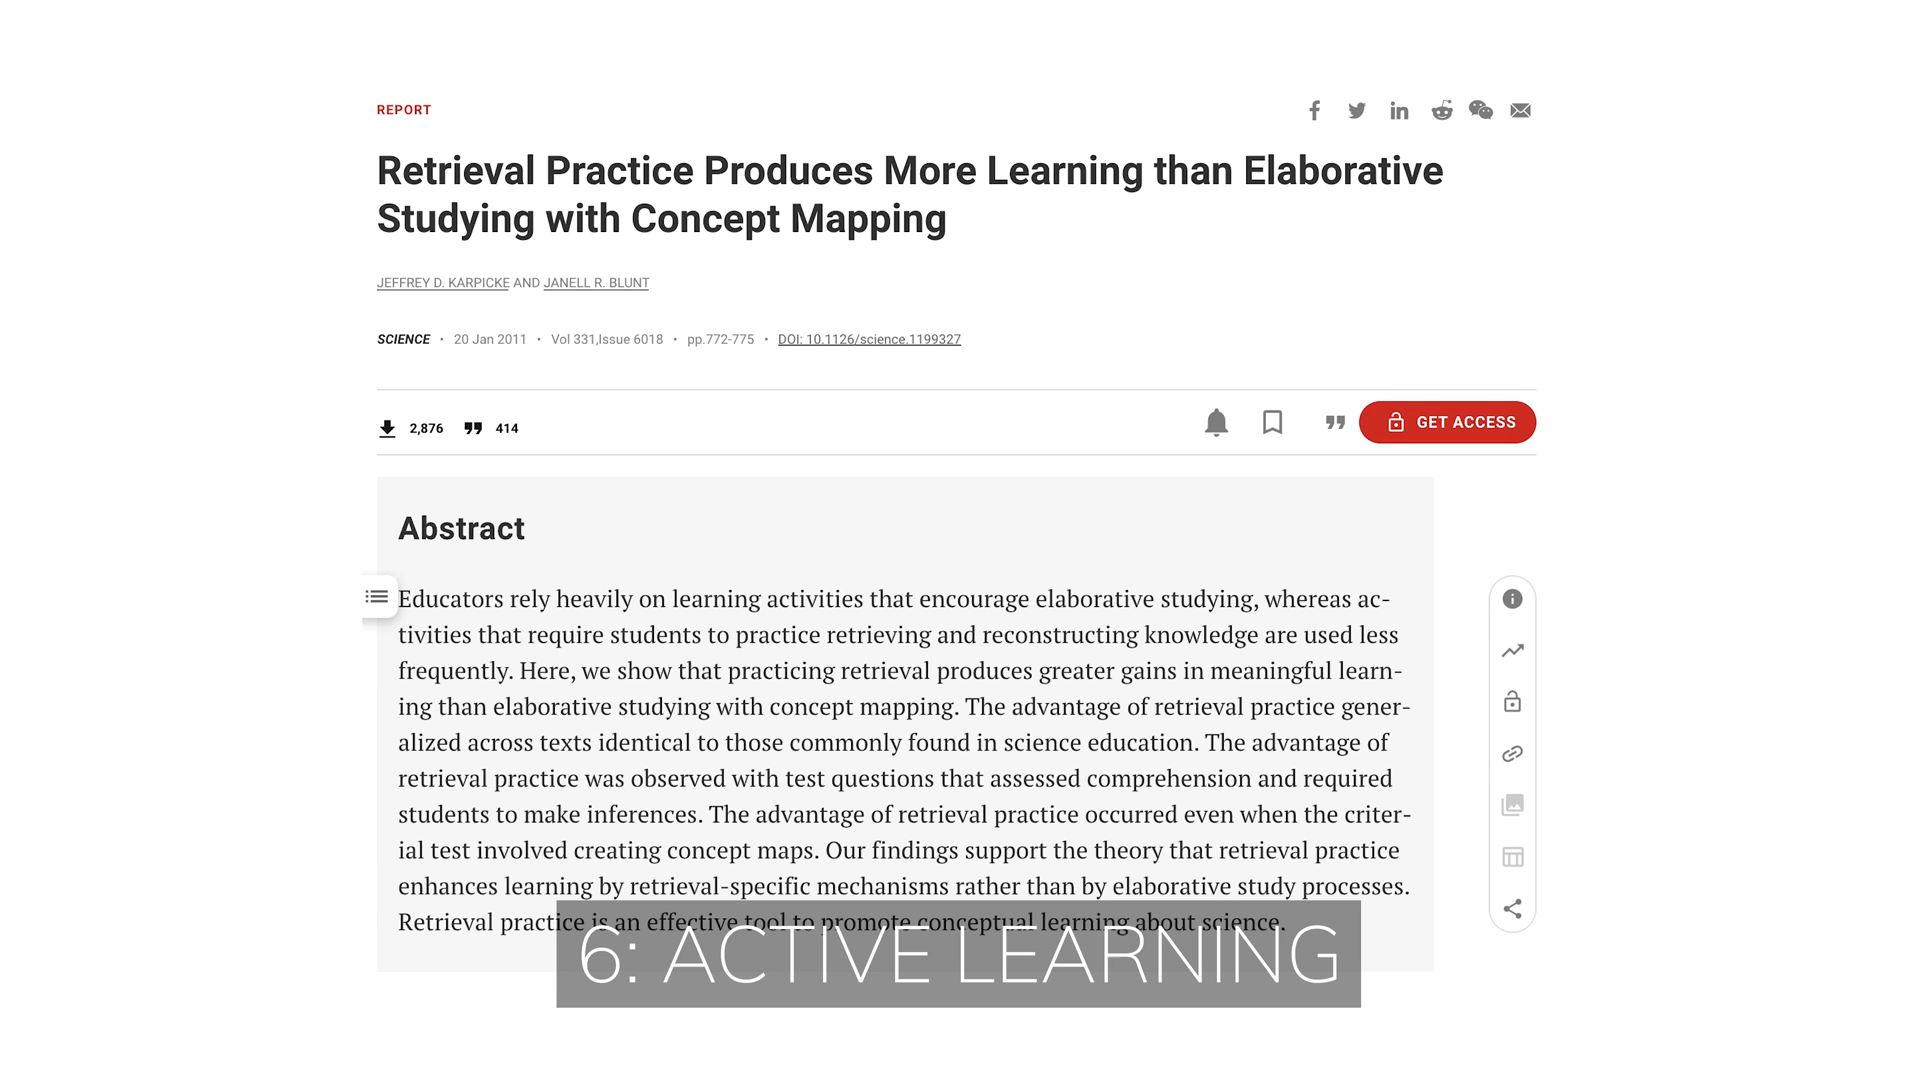 REPORT
Retrieval Practice Produces More Learning than Elaborative
Studying with Concept Mapping
JEFFREY D. KARPICKE AND JANELL R. BLUNT
SCIENCE • 20 Jan 2011 • Vol 331,Issue 6018 • pp.772-775 • DOI: 10.1126/science.1199327
2,876 414 GET ACCESS
Abstract
Educators rely heavily on learning activities that encourage elaborative studying, whereas ac-
tivities that require students to practice retrieving and reconstructing knowledge are used less
frequently. Here, we show that practicing retrieval produces greater gains in meaningful learn-
ing than elaborative studying with concept mapping. The advantage of retrieval practice gener-
alized across texts identical to those commonly found in science education. The advantage of
retrieval practice was observed with test questions that assessed comprehension and required
students to make inferences. The advantage of retrieval practice occurred even when the criter-
ial test involved creating concept maps. Our findings support the theory that retrieval practice
enhances learning by retrieval-specific mechanisms rather than by elaborative study processes.
Retrieval practice is an effective tool to promote conceptual learning about science.
6: ACTIVE LEARNING